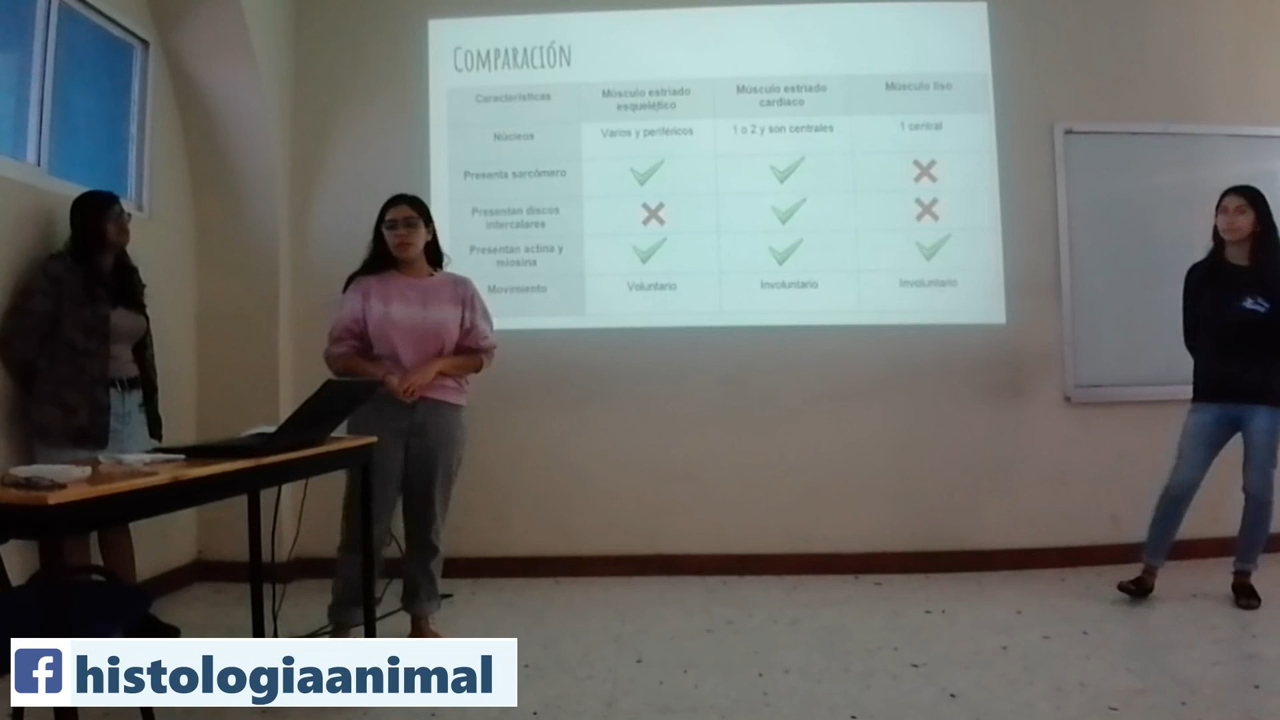 COMPARACIÓN
Características Músculo estriado esquelético Músculo estriado cardiaco Músculo liso
Núcleos Varios y periféricos 1 o 2 y son centrales 1 central
Presenta sarcómero ✓ ✓ ✗
Presentan discos intercalares ✗ ✓ ✗
Presentan actina y miosina ✓ ✓ ✓
Movimiento Voluntario Involuntario Involuntario
histologiaanimal